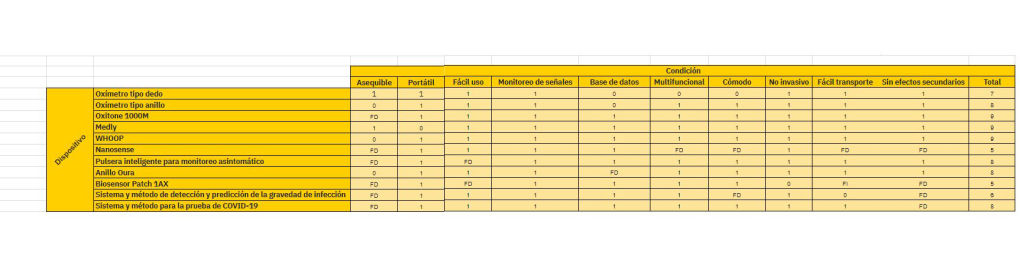 Condición
Asequible Portátil Fácil uso Monitoreo de señales Base de datos Multifuncional Cómodo No invasivo Fácil transporte Sin efectos secundarios Total
Dispositivo
Oxímetro tipo dedo 1 1 1 1 0 0 0 1 1 1 7
Oxímetro tipo anillo 0 1 1 1 0 1 1 1 1 1 8
Oxitone 1000M FD 1 1 1 1 1 1 1 1 1 9
Medly 1 0 1 1 1 1 1 1 1 1 9
WHOOP 0 1 1 1 1 1 1 1 1 1 9
Nanosense FD 1 1 1 1 FD FD 1 FD FD 5
Pulsera inteligente para monitoreo asintomático FD 1 FD 1 1 1 1 1 1 1 8
Anillo Oura 0 1 1 1 FD 1 1 1 1 1 8
Biosensor Patch 1AX FD 1 FD 1 1 1 1 0 FI FD 5
Sistema y método de detección y predicción de la gravedad de infección FD 1 1 1 1 1 FD 1 0 FD 6
Sistema y método para la prueba de COVID-19 FD 1 1 1 1 1 1 1 1 FD 8